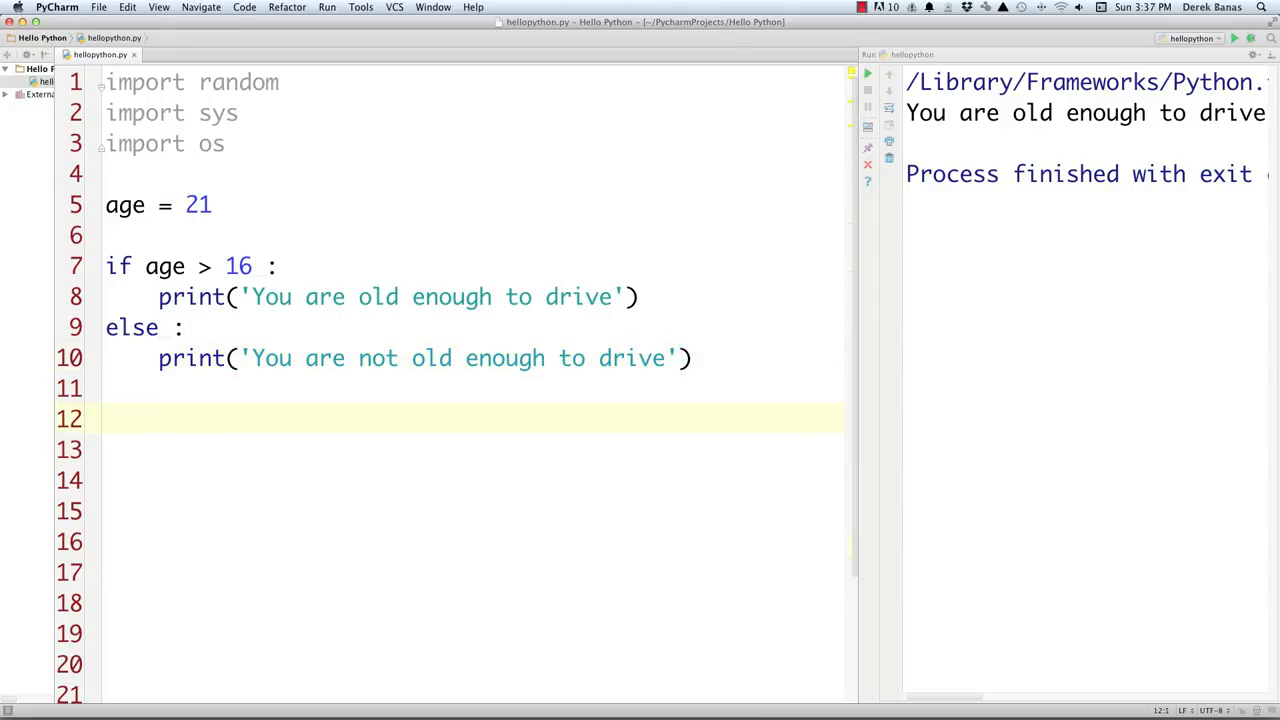 PyCharm File Edit View Navigate Code Refactor Run Tools VCS Window Help 10 Sun 3:37 PM Derek Banas
hellopython.py – Hello Python – [~/PycharmProjects/Hello Python]
Hello Python hellopython.py hellopython
hellopython.py Run hellopython
Hello P
hell
Extern
1 import random
2 import sys
3 import os
4
5 age = 21
6
7 if age > 16 :
8 print('You are old enough to drive')
9 else :
10 print('You are not old enough to drive')
11
12
13
14
15
16
17
18
19
20
21
/Library/Frameworks/Python.
You are old enough to drive
Process finished with exit
12:1 LF UTF-8